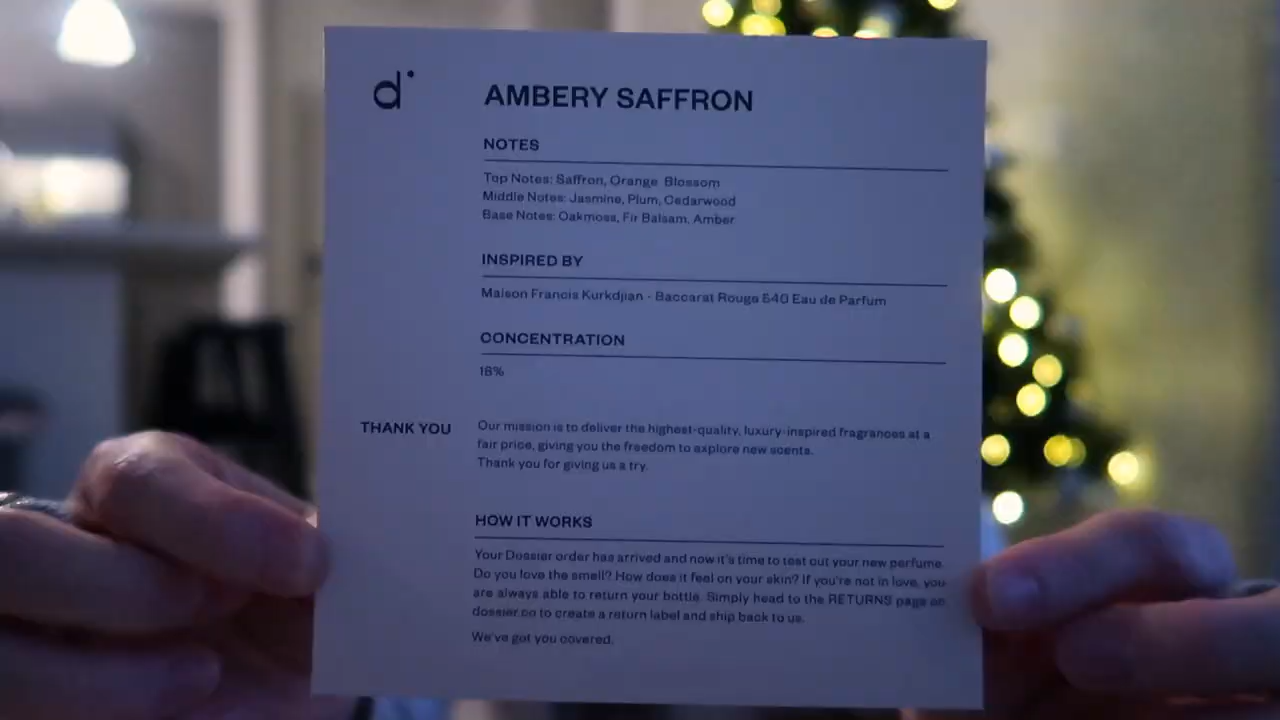 d
AMBERY SAFFRON
NOTES
Top Notes: Saffron, Orange Blossom
Middle Notes: Jasmine, Plum, Cedarwood
Base Notes: Oakmoss, Fir Balsam, Amber
INSPIRED BY
Maison Francis Kurkdjian - Baccarat Rouge 540 Eau de Parfum
CONCENTRATION
18%
THANK YOU
Our mission is to deliver the highest-quality, luxury-inspired fragrances at a
fair price, giving you the freedom to explore new scents.
Thank you for giving us a try.
HOW IT WORKS
Your Dossier order has arrived and now it's time to test out your new perfume.
Do you love the smell? How does it feel on your skin? If you're not in love, you
are always able to return your bottle. Simply head to the RETURNS page on
dossier.co to create a return label and ship back to us.
We've got you covered.